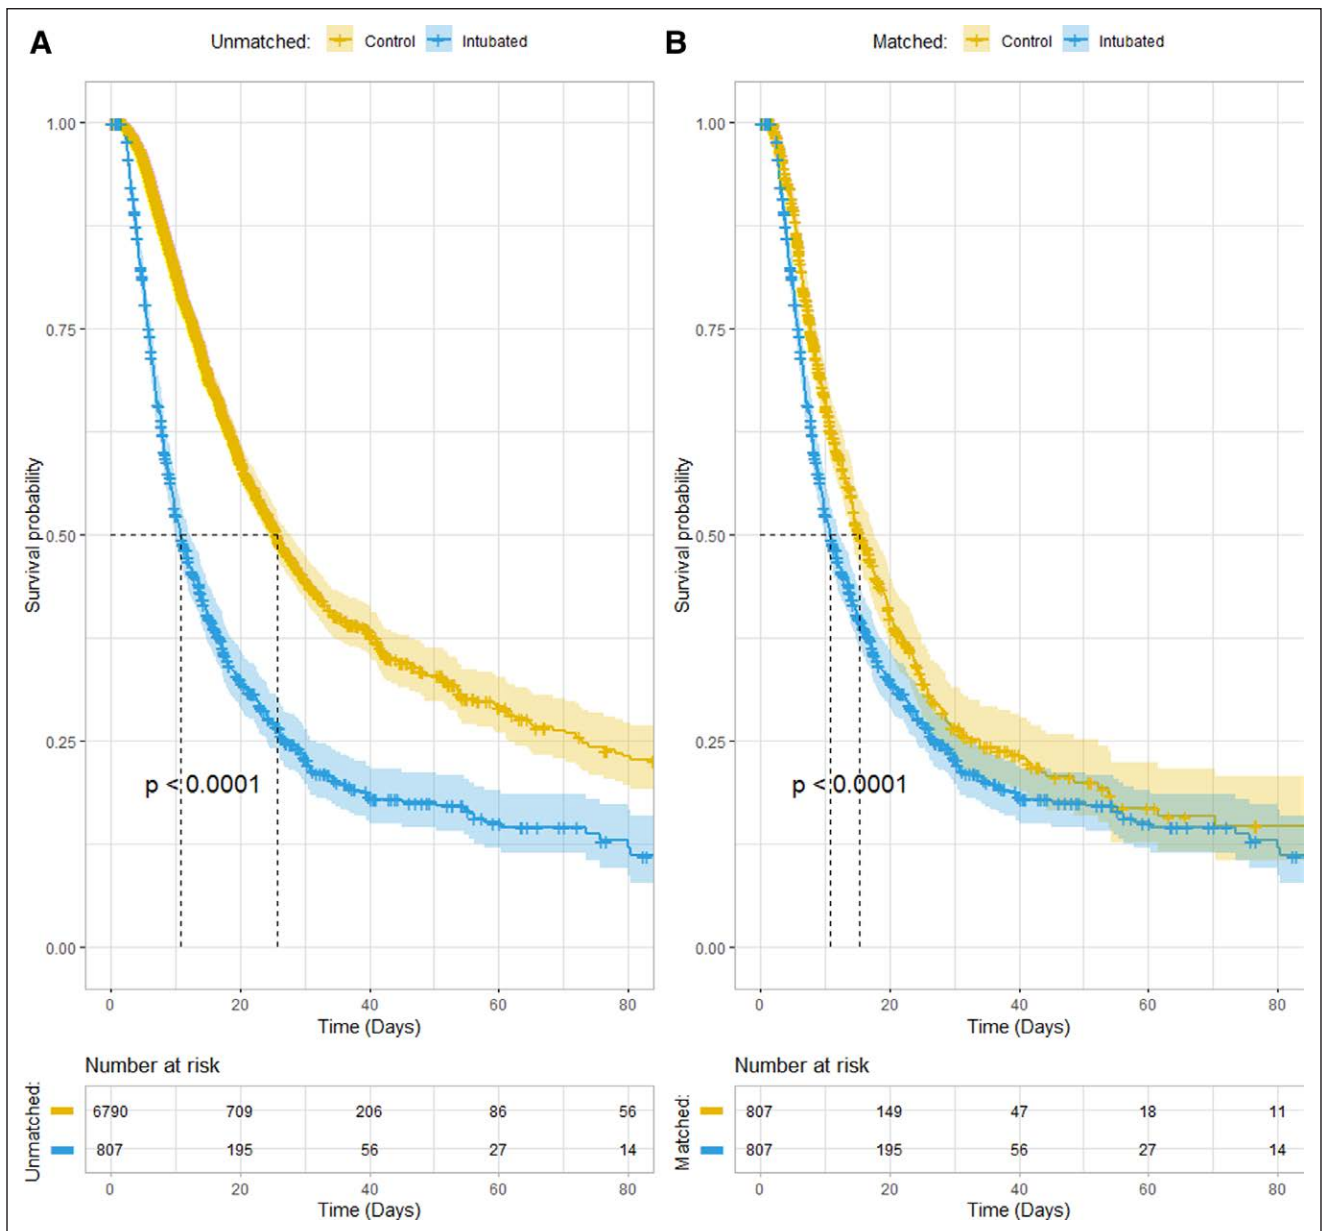 A
Unmatched: Control Intubated
Survival probability
1.00
0.75
0.50
0.25
0.00
p < 0.0001
0 20 40 60 80
Time (Days)
Number at risk
Unmatched:
6790 709 206 86 56
807 195 56 27 14
0 20 40 60 80
Time (Days)
B
Matched: Control Intubated
Survival probability
1.00
0.75
0.50
0.25
0.00
p < 0.0001
0 20 40 60 80
Time (Days)
Number at risk
Matched:
807 149 47 18 11
807 195 56 27 14
0 20 40 60 80
Time (Days)